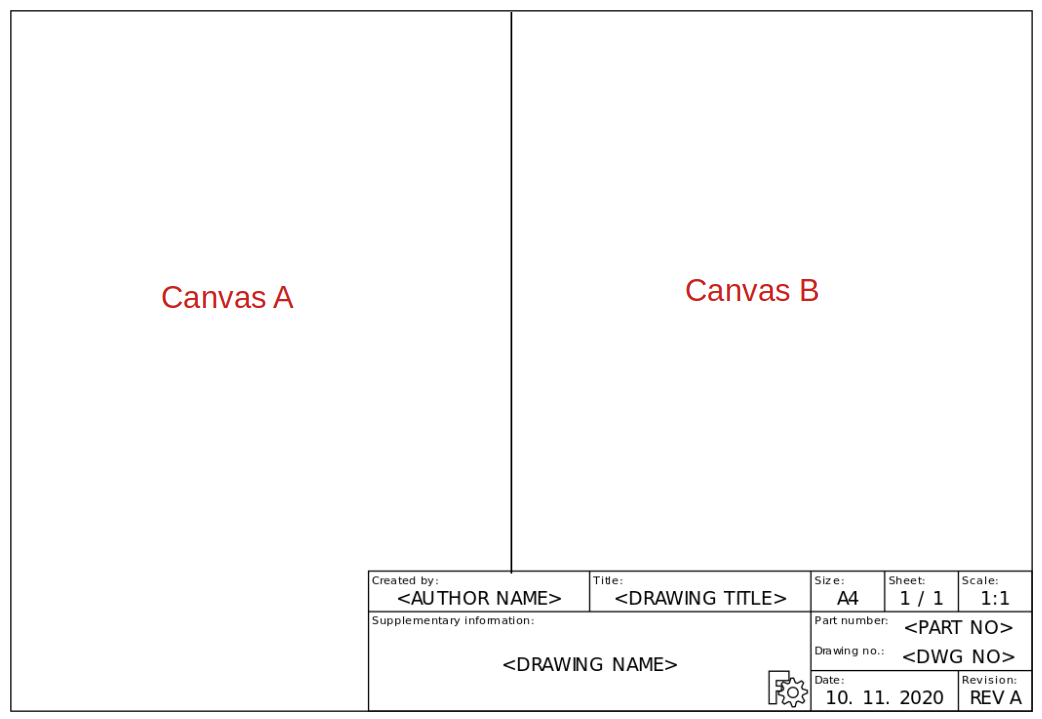 Canvas A
Canvas B
Created by:
<AUTHOR NAME>
Title:
<DRAWING TITLE>
Size:
A4
Sheet:
1 / 1
Scale:
1:1
Supplementary information:
<DRAWING NAME>
Part number:
<PART NO>
Drawing no.:
<DWG NO>
Date:
10. 11. 2020
Revision:
REV A